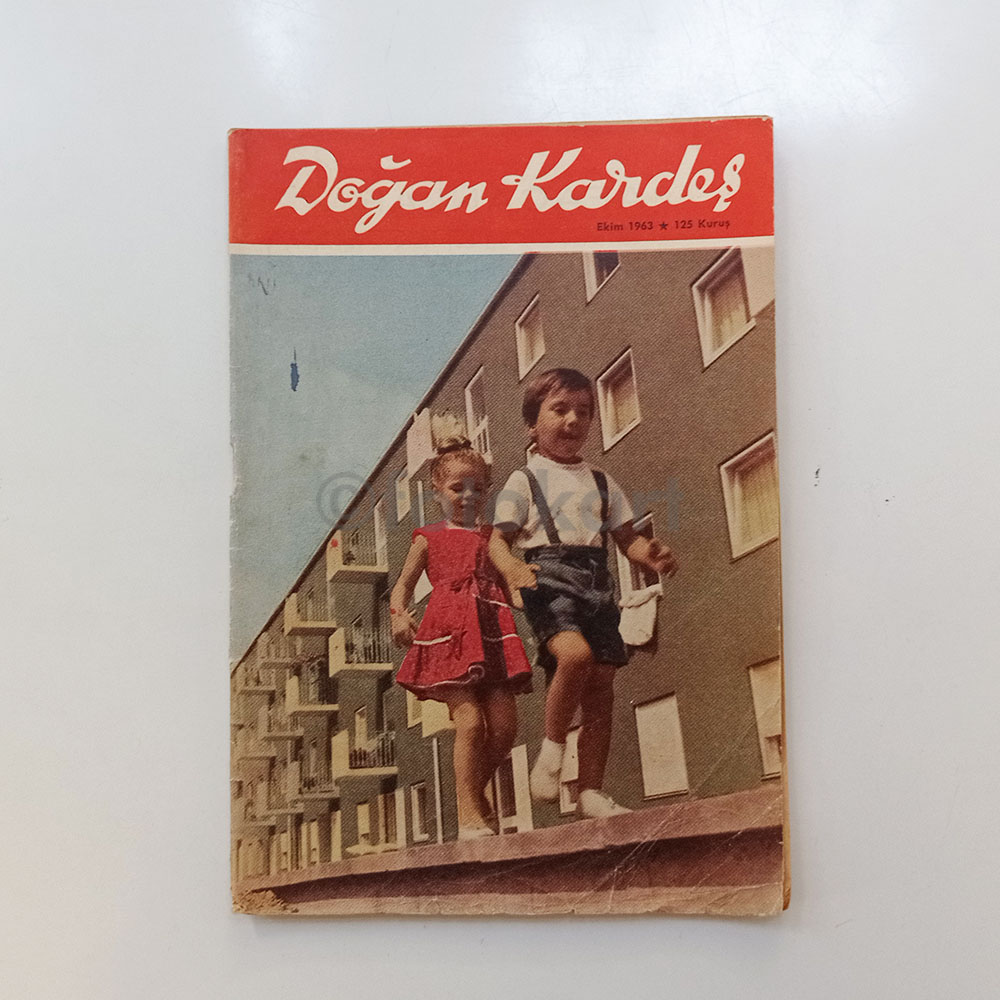 Doğan Kardeş
Ekim 1963 ★ 125 Kuruş